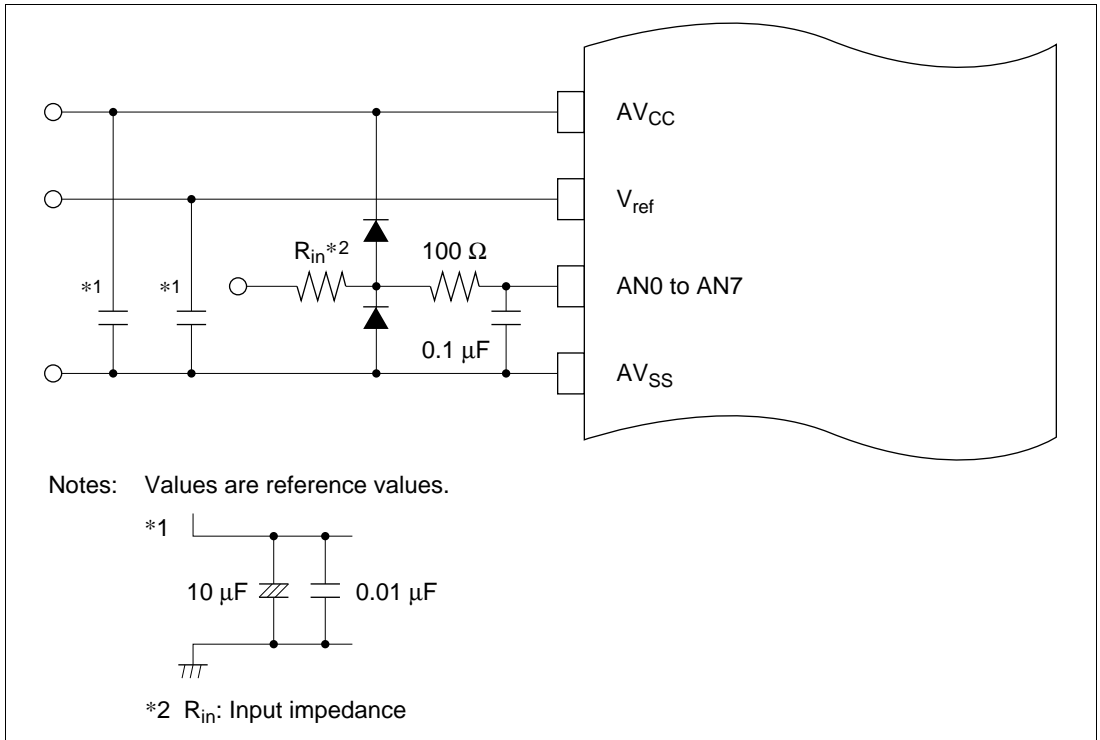 AVCC
Vref
Rin*2
100 Ω
*1
*1
AN0 to AN7
0.1 μF
AVSS
Notes: Values are reference values.
*1
10 μF
0.01 μF
*2 Rin: Input impedance